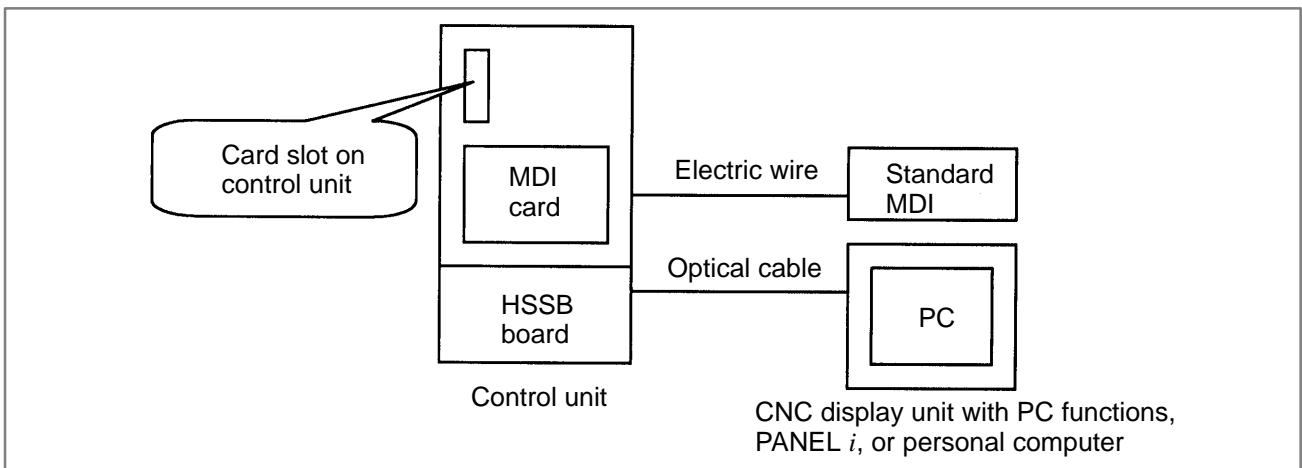 Card slot on
control unit
MDI
card
Electric wire
Standard
MDI
Optical cable
HSSB
board
PC
Control unit
CNC display unit with PC functions,
PANEL i, or personal computer